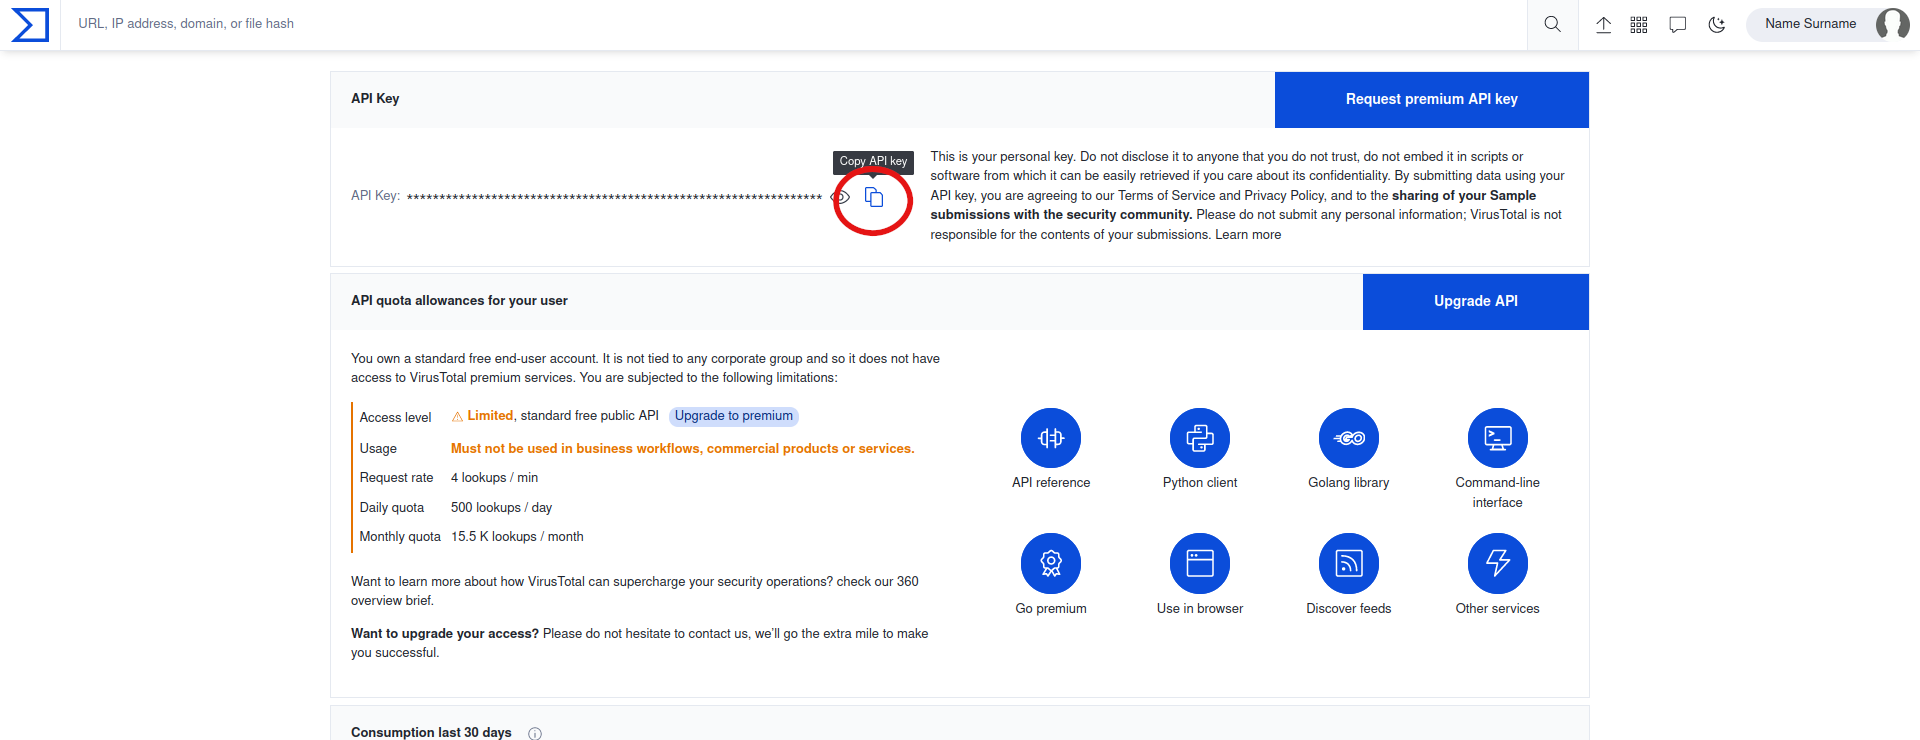 URL, IP address, domain, or file hash
Name Surname
API Key
Request premium API key
Copy API key
API Key: ****************************************************************
This is your personal key. Do not disclose it to anyone that you do not trust, do not embed it in scripts or
software from which it can be easily retrieved if you care about its confidentiality. By submitting data using your
API key, you are agreeing to our Terms of Service and Privacy Policy, and to the sharing of your Sample
submissions with the security community. Please do not submit any personal information; VirusTotal is not
responsible for the contents of your submissions. Learn more
API quota allowances for your user
Upgrade API
You own a standard free end-user account. It is not tied to any corporate group and so it does not have
access to VirusTotal premium services. You are subjected to the following limitations:
Access level Limited, standard free public API Upgrade to premium
Usage Must not be used in business workflows, commercial products or services.
Request rate 4 lookups / min
Daily quota 500 lookups / day
Monthly quota 15.5 K lookups / month
Want to learn more about how VirusTotal can supercharge your security operations? check our 360
overview brief.
Want to upgrade your access? Please do not hesitate to contact us, we'll go the extra mile to make
you successful.
API reference
Python client
GO
Golang library
Command-line
interface
Go premium
Use in browser
Discover feeds
Other services
Consumption last 30 days